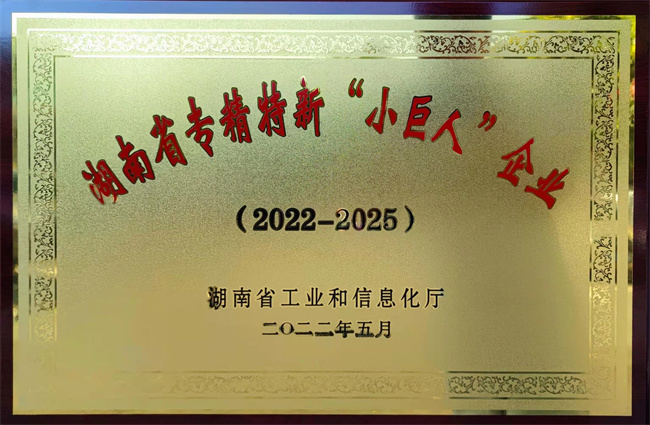 湖南省专精特新“小巨人”企业
（2022-2025）
湖南省工业和信息化厅
二〇二二年五月